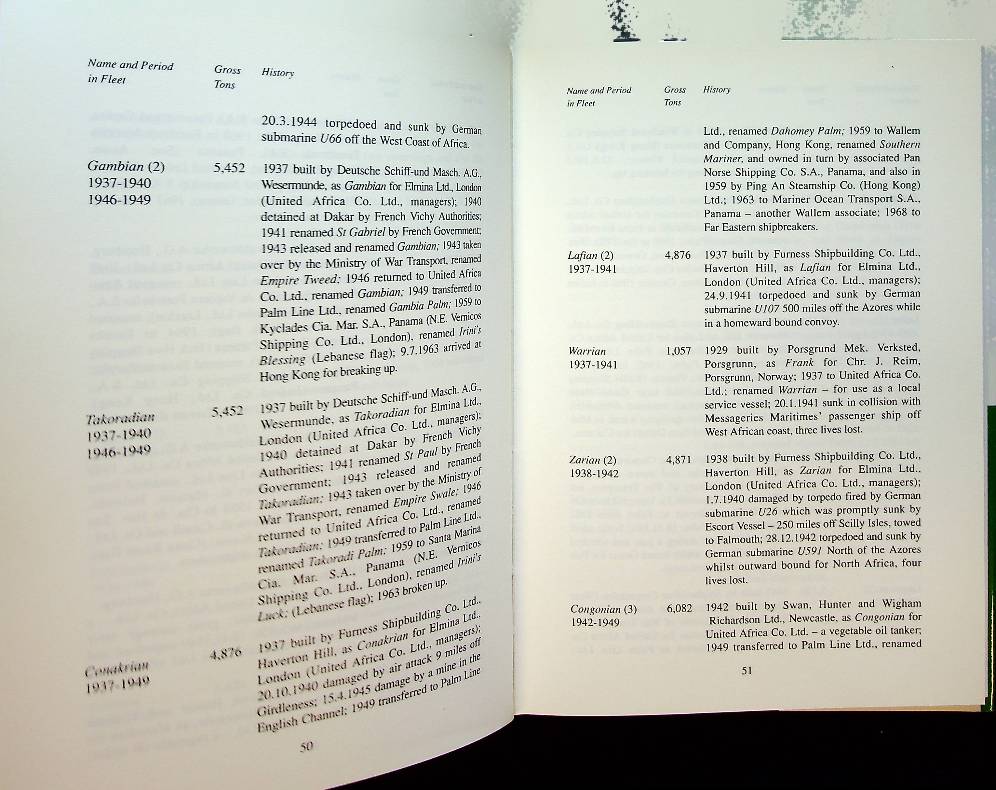 Name and Period Gross History
in Fleet Tons
20.3.1944 torpedoed and sunk by German
submarine U66 off the West Coast of Africa.
Gambian (2) 5,452 1937 built by Deutsche Schiff-und Masch. A.G.,
1937-1940 Wesermunde, as Gambian for Elmina Ltd., London
1946-1949 (United Africa Co. Ltd., managers); 1940
detained at Dakar by French Vichy Authorities;
1941 renamed St Gabriel by French Government;
1943 released and renamed Gambian; 1943 taken
over by the Ministry of War Transport, renamed
Empire Tweed; 1946 returned to United Africa
Co. Ltd., renamed Gambian; 1949 transferred to
Palm Line Ltd., renamed Gambia Palm; 1959 to
Kyclades Cia. Mar. S.A., Panama (N.E. Vernicos
Shipping Co. Ltd., London), renamed Irini's
Blessing (Lebanese flag); 9.7.1963 arrived at
Hong Kong for breaking up.
Takoradian 5,452 1937 built by Deutsche Schiff-und Masch. A.G.,
1937-1940 Wesermunde, as Takoradian for Elmina Ltd.,
1946-1949 London (United Africa Co. Ltd., managers);
1940 detained at Dakar by French Vichy
Authorities; 1941 renamed St Paul by French
Government; 1943 released and renamed
Takoradian; 1943 taken over by the Ministry of
War Transport, renamed Empire Swale; 1946
returned to United Africa Co. Ltd., renamed
Takoradian; 1949 transferred to Palm Line Ltd.,
renamed Takoradi Palm; 1959 to Santa Marina
Cia. Mar. S.A., Panama (N.E. Vernicos
Shipping Co. Ltd., London), renamed Irini's
Luck; (Lebanese flag); 1963 broken up.
Conakrian 4,876 1937 built by Furness Shipbuilding Co. Ltd.,
1937-1949 Haverton Hill, as Conakrian for Elmina Ltd.,
London (United Africa Co. Ltd., managers);
20.10.1940 damaged by air attack 9 miles off
Girdleness; 15.4.1945 damage by a mine in the
English Channel; 1949 transferred to Palm Line
50
Name and Period Gross History
in Fleet Tons
Ltd., renamed Dahomey Palm; 1959 to Wallem
and Company, Hong Kong, renamed Southern
Mariner, and owned in turn by associated Pan
Norse Shipping Co. S.A., Panama, and also in
1959 by Ping An Steamship Co. (Hong Kong)
Ltd.; 1963 to Mariner Ocean Transport S.A.,
Panama – another Wallem associate; 1968 to
Far Eastern shipbreakers.
Lafian (2) 4,876 1937 built by Furness Shipbuilding Co. Ltd.,
1937-1941 Haverton Hill, as Lafian for Elmina Ltd.,
London (United Africa Co. Ltd., managers);
24.9.1941 torpedoed and sunk by German
submarine U107 500 miles off the Azores while
in a homeward bound convoy.
Warrian 1,057 1929 built by Porsgrund Mek. Verksted,
1937-1941 Porsgrunn, as Frank for Chr. J. Reim,
Porsgrunn, Norway; 1937 to United Africa Co.
Ltd.; renamed Warrian – for use as a local
service vessel; 20.1.1941 sunk in collision with
Messageries Maritimes' passenger ship off
West African coast, three lives lost.
Zarian (2) 4,871 1938 built by Furness Shipbuilding Co. Ltd.,
1938-1942 Haverton Hill, as Zarian for Elmina Ltd.,
London (United Africa Co. Ltd., managers);
1.7.1940 damaged by torpedo fired by German
submarine U26 which was promptly sunk by
Escort Vessel – 250 miles off Scilly Isles, towed
to Falmouth; 28.12.1942 torpedoed and sunk by
German submarine U591 North of the Azores
whilst outward bound for North Africa, four
lives lost.
Congonian (3) 6,082 1942 built by Swan, Hunter and Wigham
1942-1949 Richardson Ltd., Newcastle, as Congonian for
United Africa Co. Ltd. – a vegetable oil tanker;
1949 transferred to Palm Line Ltd., renamed
51